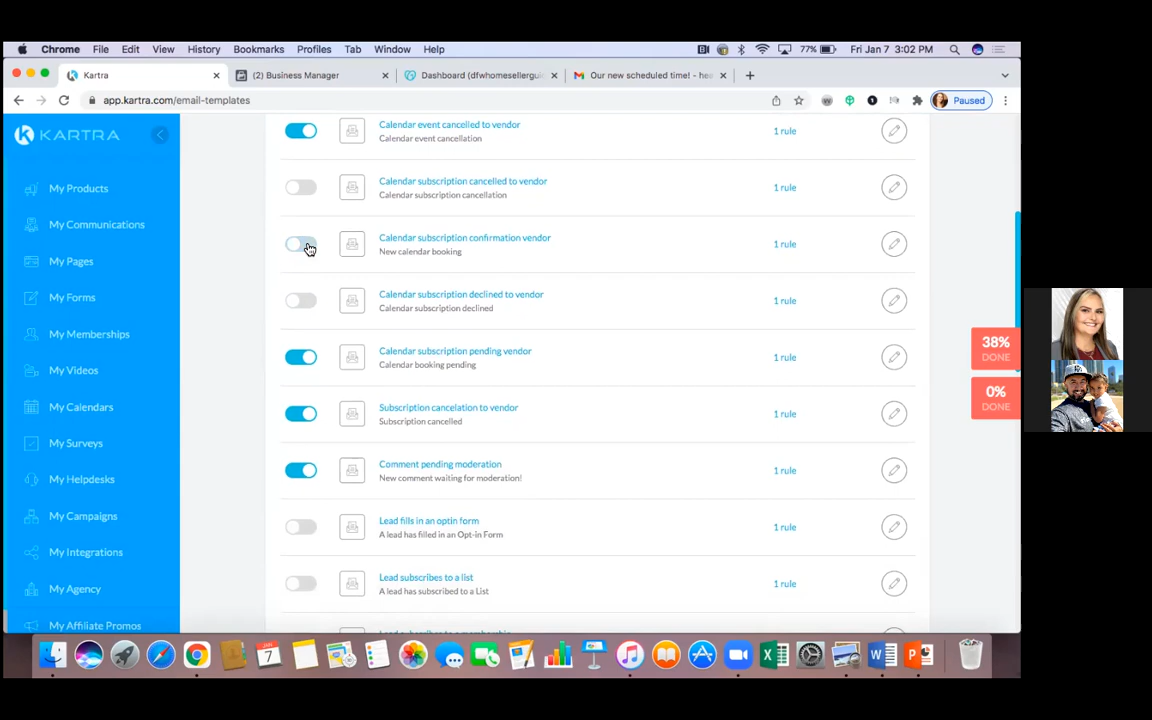 Chrome File Edit View History Bookmarks Profiles Tab Window Help
77% Fri Jan 7 3:02 PM
Kartra
(2) Business Manager
Dashboard (dfwhomesellergui
Our new scheduled time! - hee
app.kartra.com/email-templates
Paused
KARTRA
My Products
My Communications
My Pages
My Forms
My Memberships
My Videos
My Calendars
My Surveys
My Helpdesks
My Campaigns
My Integrations
My Agency
My Affiliate Promos
Calendar event cancelled to vendor
Calendar event cancellation
1 rule
Calendar subscription cancelled to vendor
Calendar subscription cancellation
1 rule
Calendar subscription confirmation vendor
New calendar booking
1 rule
Calendar subscription declined to vendor
Calendar subscription declined
1 rule
Calendar subscription pending vendor
Calendar booking pending
1 rule
Subscription cancelation to vendor
Subscription cancelled
1 rule
Comment pending moderation
New comment waiting for moderation!
1 rule
Lead fills in an optin form
A lead has filled in an Opt-in Form
1 rule
Lead subscribes to a list
A lead has subscribed to a List
1 rule
38%
DONE
0%
DONE